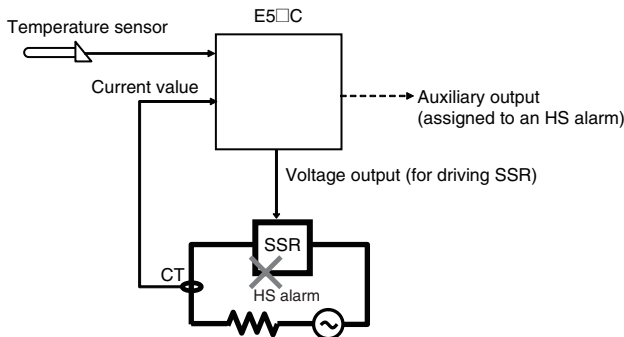 E5□C
Temperature sensor
Current value
Auxiliary output
(assigned to an HS alarm)
Voltage output (for driving SSR)
SSR
CT
HS alarm